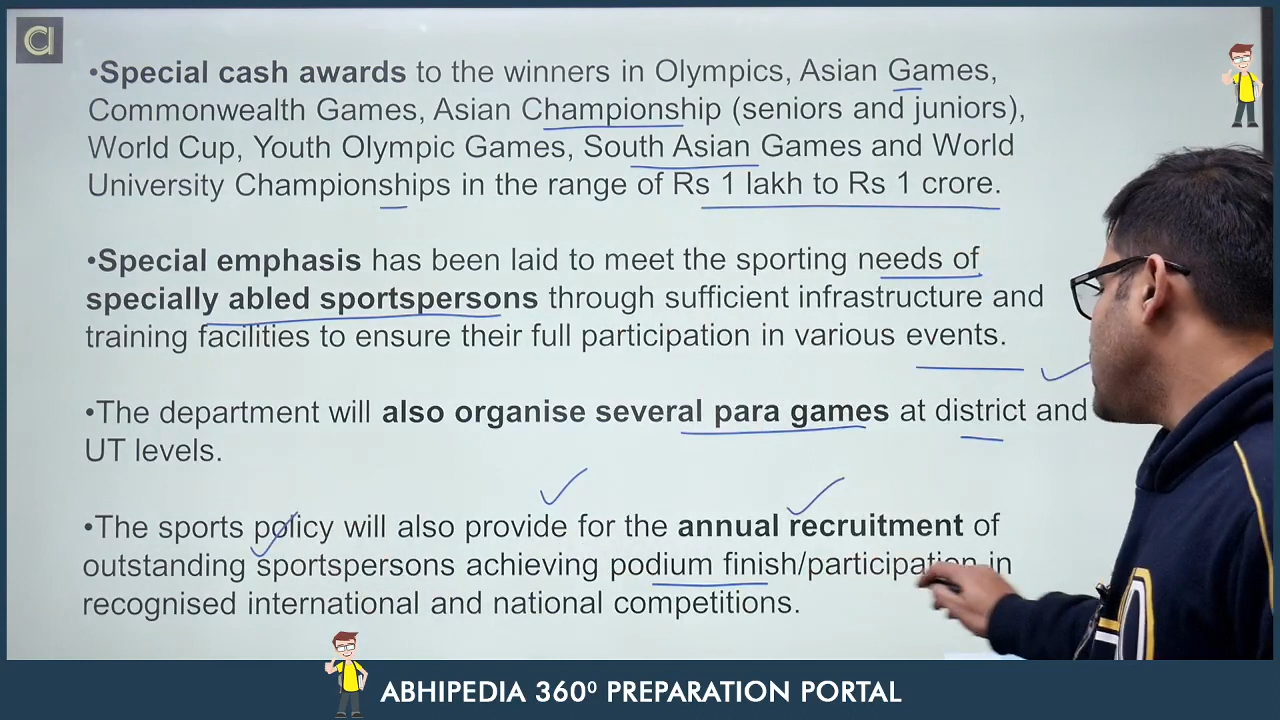 •Special cash awards to the winners in Olympics, Asian Games,
Commonwealth Games, Asian Championship (seniors and juniors),
World Cup, Youth Olympic Games, South Asian Games and World
University Championships in the range of Rs 1 lakh to Rs 1 crore.
•Special emphasis has been laid to meet the sporting needs of
specially abled sportspersons through sufficient infrastructure and
training facilities to ensure their full participation in various events.
•The department will also organise several para games at district and
UT levels.
•The sports policy will also provide for the annual recruitment of
outstanding sportspersons achieving podium finish/participation in
recognised international and national competitions.
ABHIPEDIA 360⁰ PREPARATION PORTAL